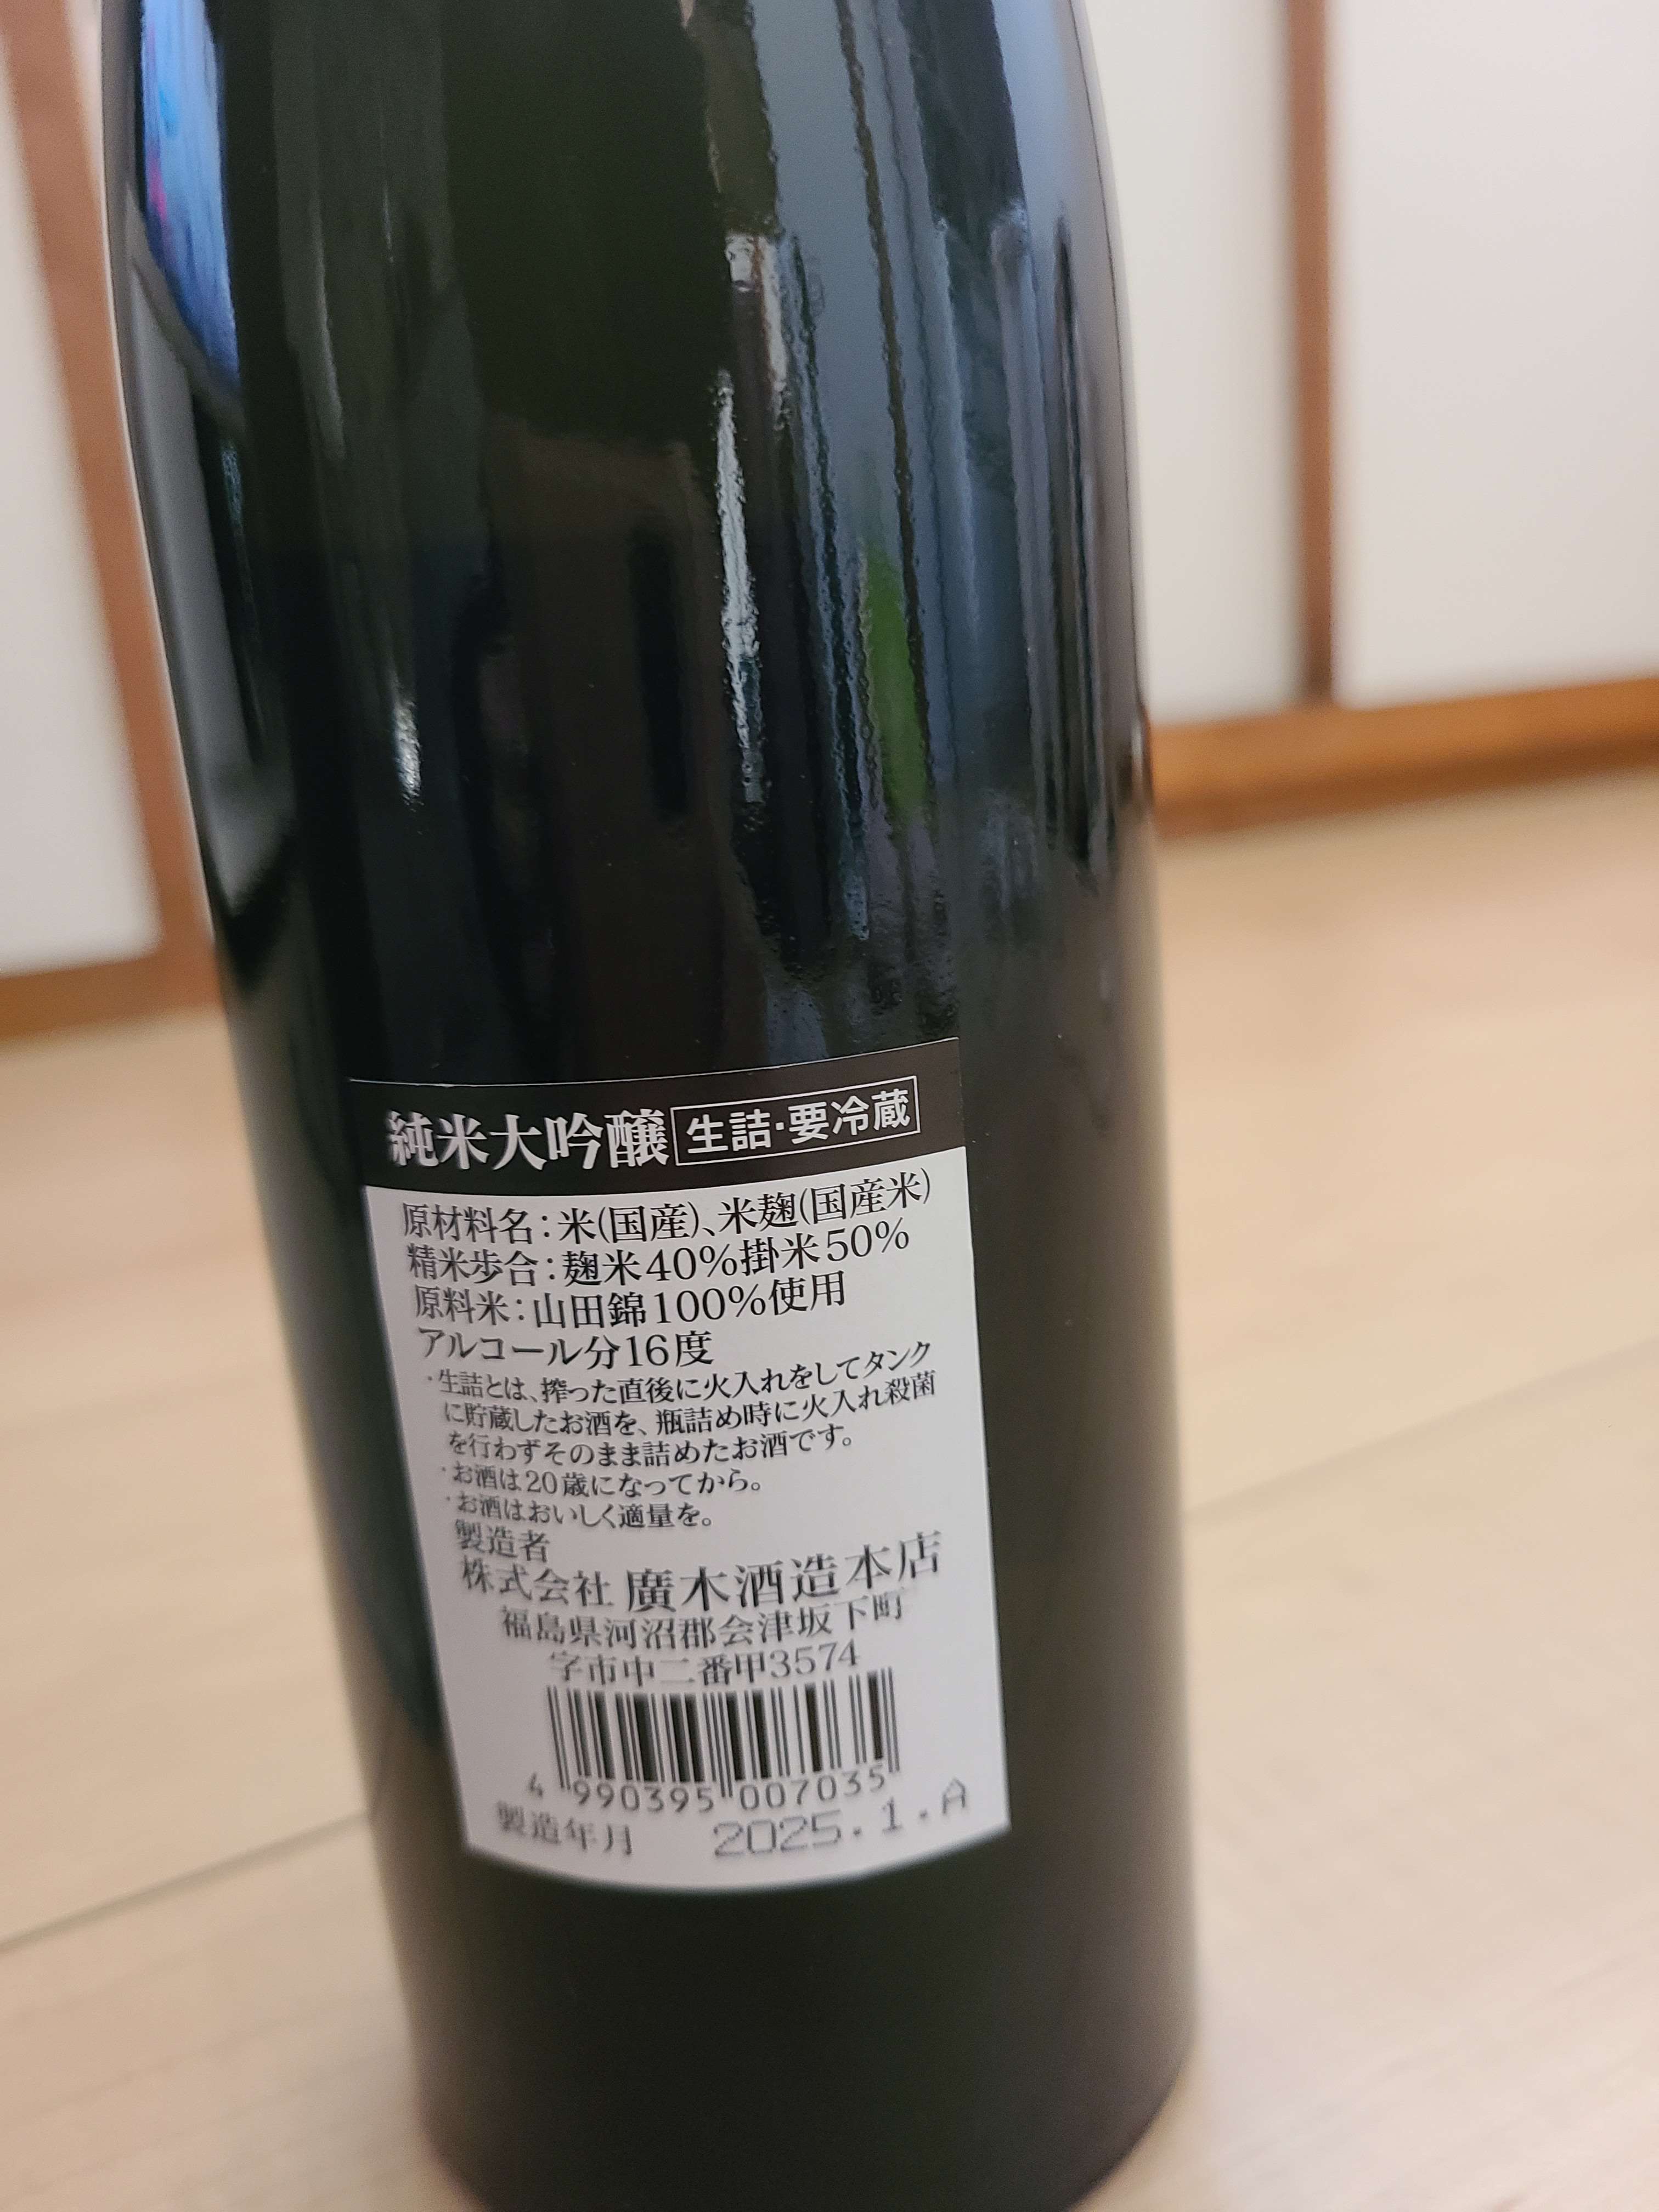 純米大吟醸 生詰・要冷蔵
原材料名：米(国産)、米麹(国産米)
精米歩合：麹米40%掛米50%
原料米：山田錦100%使用
アルコール分16度
・生詰とは、搾った直後に火入れをしてタンク
に貯蔵したお酒を、瓶詰め時に火入れ殺菌
を行わずそのまま詰めたお酒です。
・お酒は20歳になってから。
・お酒はおいしく適量を。
製造者
株式会社 廣木酒造本店
福島県河沼郡会津坂下町
字市中二番甲3574
4 990395 007035
製造年月 2025.1.A